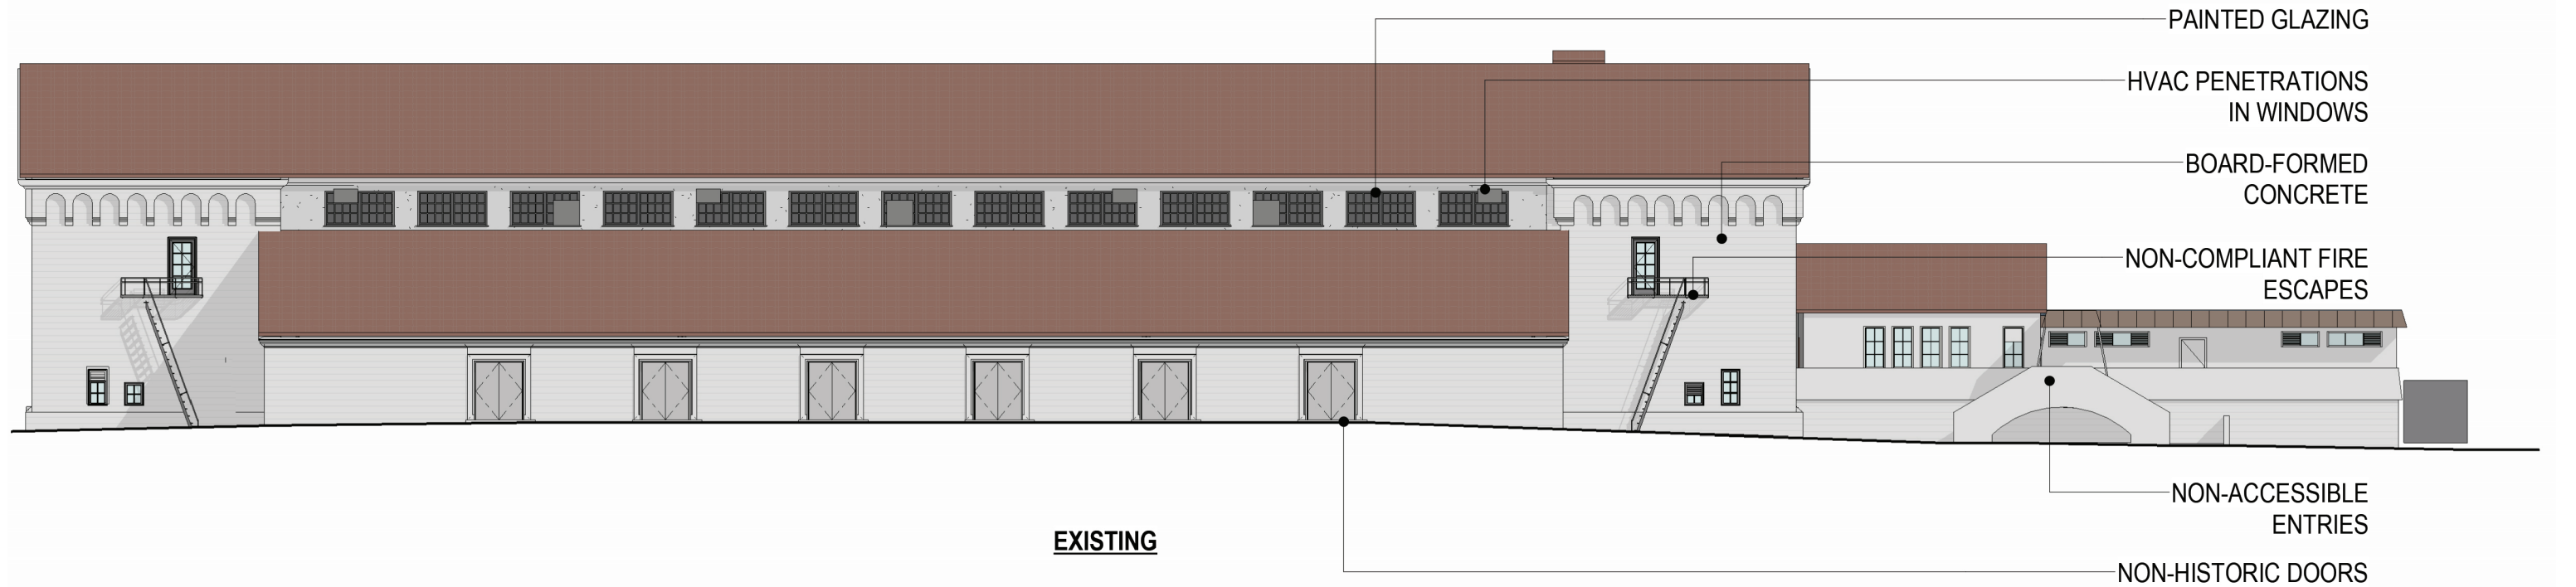 PAINTED GLAZING
HVAC PENETRATIONS
IN WINDOWS
BOARD-FORMED
CONCRETE
NON-COMPLIANT FIRE
ESCAPES
NON-ACCESSIBLE
ENTRIES
EXISTING
NON-HISTORIC DOORS